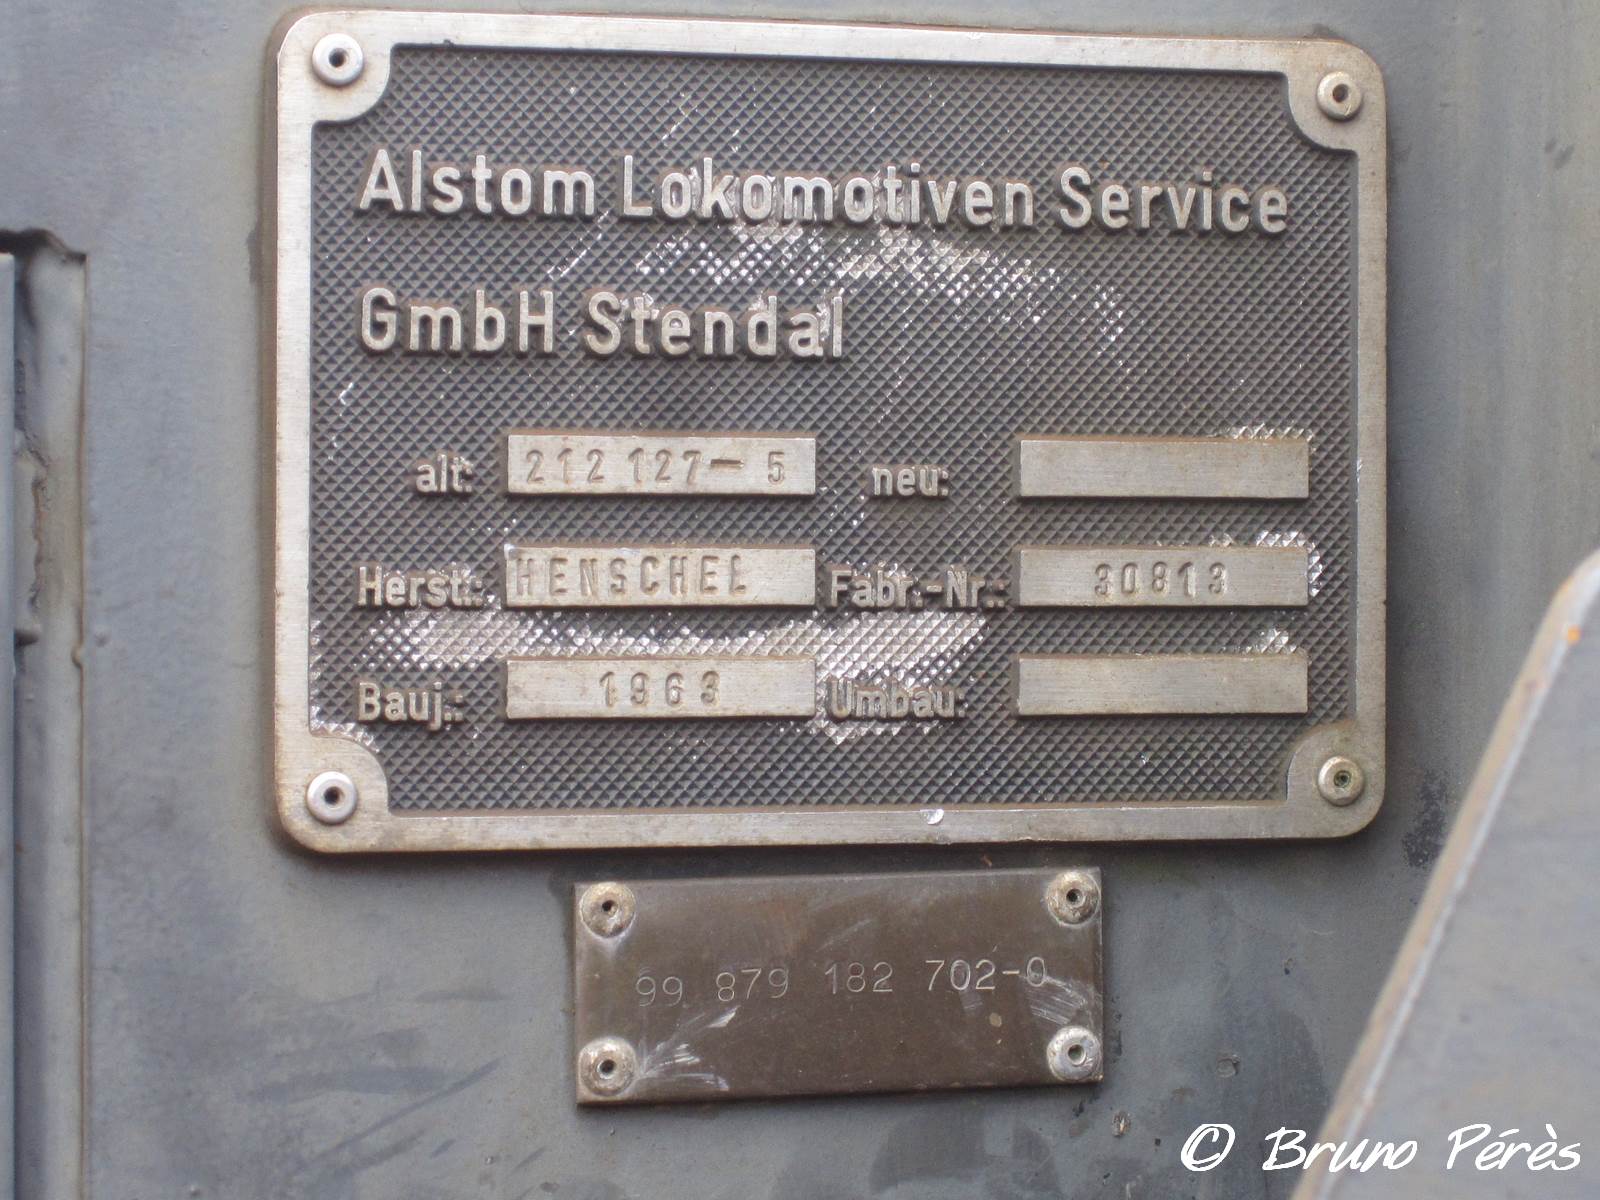 Alstom Lokomotiven Service
GmbH Stendal
alt: 212 127-5 neu:
Herst.: HENSCHEL Fabr.-Nr.: 30813
Bauj.: 1963 Umbau:
99 879 182 702-0
© Bruno Pérès